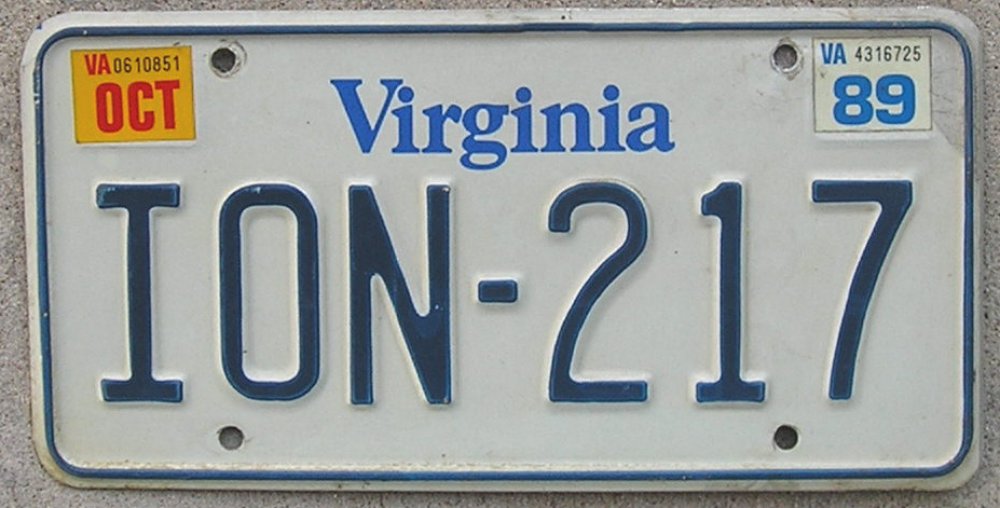 VA 0610851
OCT
Virginia
VA 4316725
89
ION-217